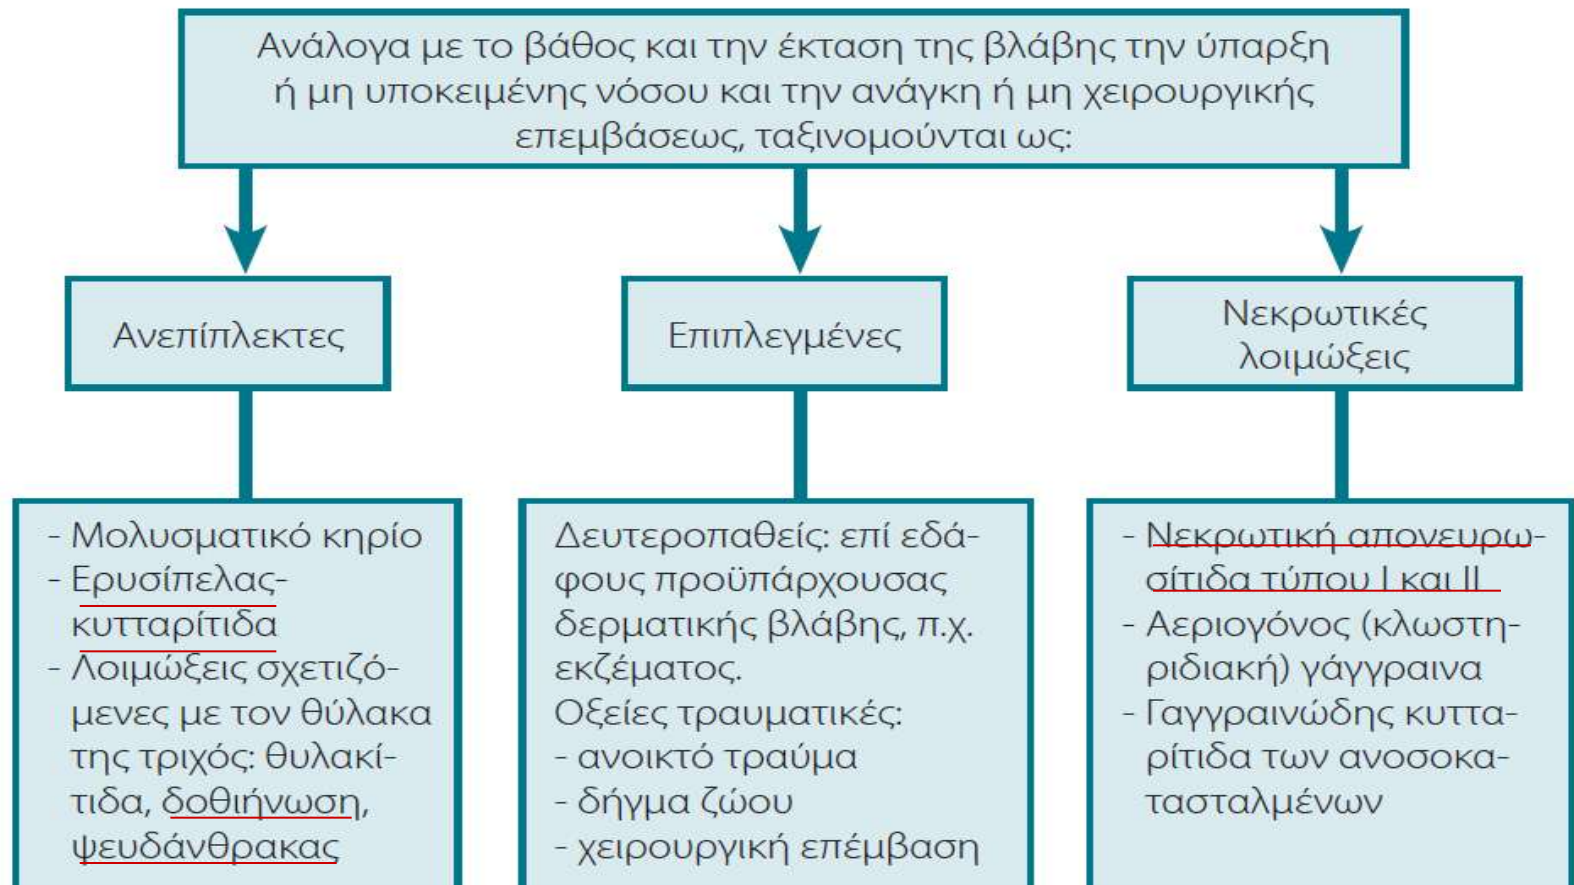 Ανάλογα με το βάθος και την έκταση της βλάβης την ύπαρξη
ή μη υποκειμένης νόσου και την ανάγκη ή μη χειρουργικής
επεμβάσεως, ταξινομούνται ως:
Ανεπίπλεκτες
- Μολυσματικό κηρίο
- Ερυσίπελας-
κυτταρίτιδα
- Λοιμώξεις σχετιζό-
μενες με τον θύλακα
της τριχός: θυλακί-
τιδα, δοθιήνωση,
ψευδάνθρακας
Επιπλεγμένες
Δευτεροπαθείς: επί εδά-
φους προϋπάρχουσας
δερματικής βλάβης, π.χ.
εκζέματος.
Οξείες τραυματικές:
- ανοικτό τραύμα
- δήγμα ζώου
- χειρουργική επέμβαση
Νεκρωτικές
λοιμώξεις
- Νεκρωτική απονευρω-
σίτιδα τύπου Ι και ΙΙ
- Αεριογόνος (κλωστη-
ριδιακή) γάγγραινα
- Γαγγραινώδης κυττα-
ρίτιδα των ανοσοκα-
τασταλμένων